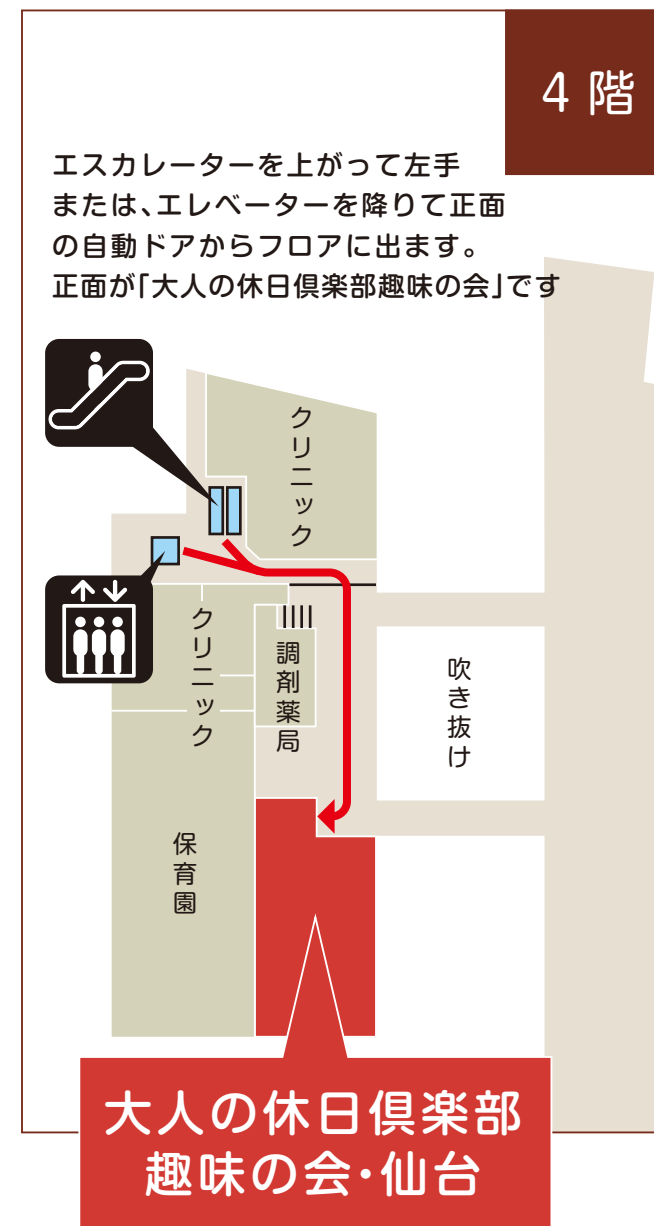 4 階
エスカレーターを上がって左手
または、エレベーターを降りて正面
の自動ドアからフロアに出ます。
正面が「大人の休日倶楽部趣味の会」です
クリニック
クリニック
調剤薬局
吹き抜け
保育園
大人の休日倶楽部
趣味の会・仙台